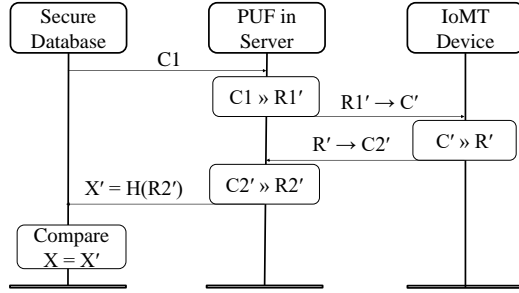 Secure
Database
PUF in
Server
IoMT
Device
C1
C1 » R1′
R1′ → C′
C′ » R′
R′ → C2′
C2′ » R2′
X′ = H(R2′)
Compare
X = X′